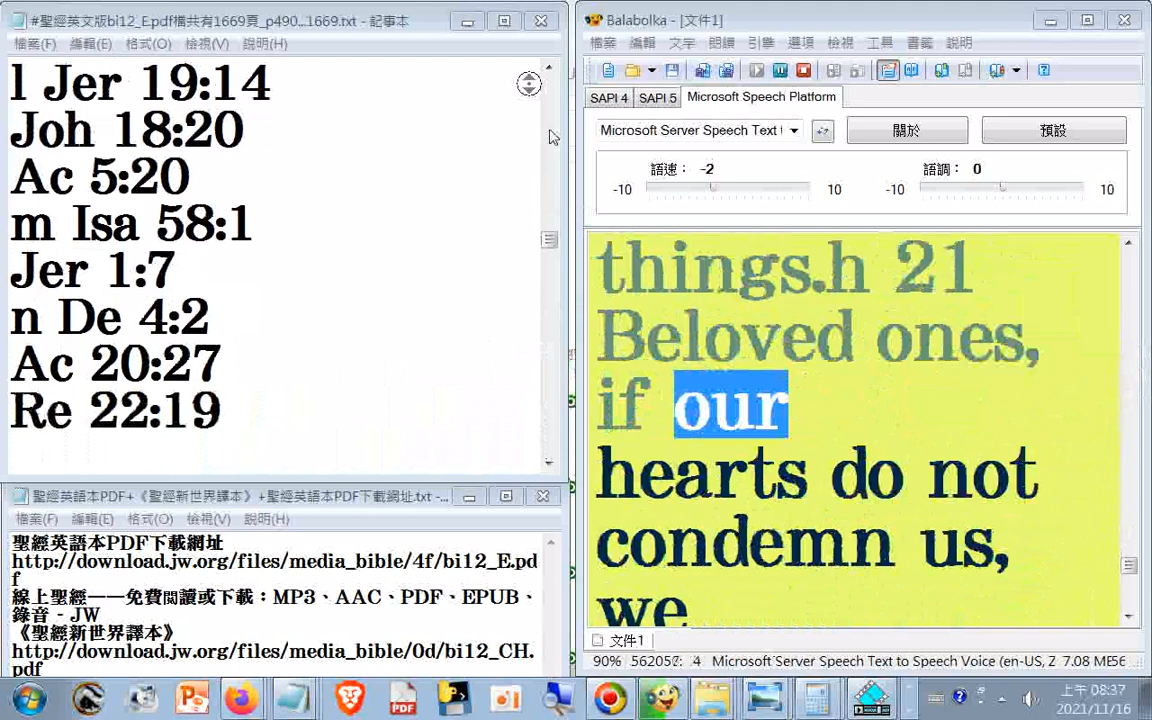 #聖經英文版bi12_E.pdf檔共有1669頁_p490...1669.txt - 記事本
檔案(F) 編輯(E) 格式(O) 檢視(V) 說明(H)
l Jer 19:14
Joh 18:20
Ac 5:20
m Isa 58:1
Jer 1:7
n De 4:2
Ac 20:27
Re 22:19
聖經英語本PDF+《聖經新世界譯本》+聖經英語本PDF下載網址.txt -...
檔案(F) 編輯(E) 格式(O) 檢視(V) 說明(H)
聖經英語本PDF下載網址
http://download.jw.org/files/media_bible/4f/bi12_E.pd
f
線上聖經——免費閱讀或下載：MP3、AAC、PDF、EPUB、
錄音 - JW
《聖經新世界譯本》
http://download.jw.org/files/media_bible/0d/bi12_CH.
pdf
Balabolka - [文件1]
檔案 編輯 文字 朗讀 引擎 選項 檢視 工具 書籤 說明
SAPI 4 SAPI 5 Microsoft Speech Platform
Microsoft Server Speech Text 關於 預設
語速： -2 語調： 0
-10 10 -10 10
things.h 21
Beloved ones,
if our
hearts do not
condemn us,
we
文件1
90% Microsoft Server Speech Text to Speech Voice (en-US, Z 7.08 ME
上午 08:37
2021/11/16